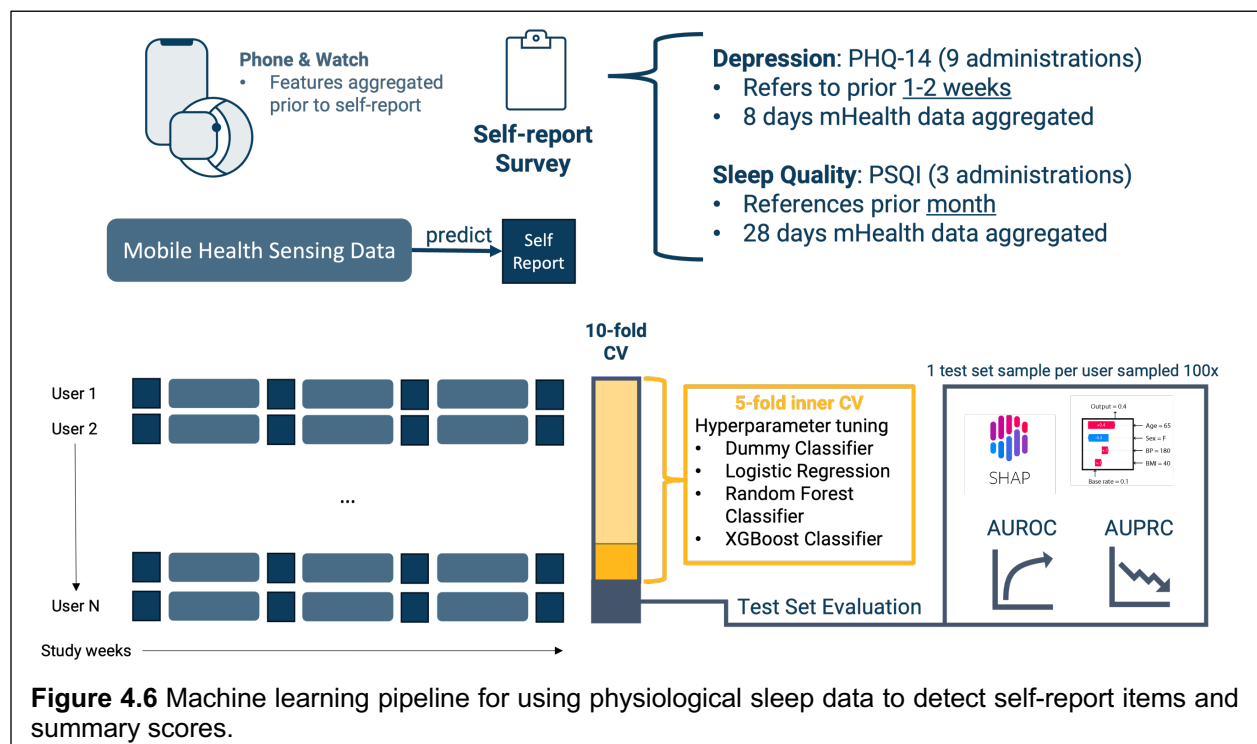 Phone & Watch
• Features aggregated
prior to self-report
Self-report
Survey
Depression: PHQ-14 (9 administrations)
• Refers to prior 1-2 weeks
• 8 days mHealth data aggregated
Sleep Quality: PSQI (3 administrations)
• References prior month
• 28 days mHealth data aggregated
Mobile Health Sensing Data
predict
Self
Report
10-fold
CV
User 1
User 2
...
User N
Study weeks
5-fold inner CV
Hyperparameter tuning
• Dummy Classifier
• Logistic Regression
• Random Forest
Classifier
• XGBoost Classifier
Test Set Evaluation
1 test set sample per user sampled 100x
SHAP
Output = 0.4
Age = 65
Sex = F
BP = 180
BMI = 40
Base rate = 0.1
AUROC
AUPRC
Figure 4.6 Machine learning pipeline for using physiological sleep data to detect self-report items and
summary scores.